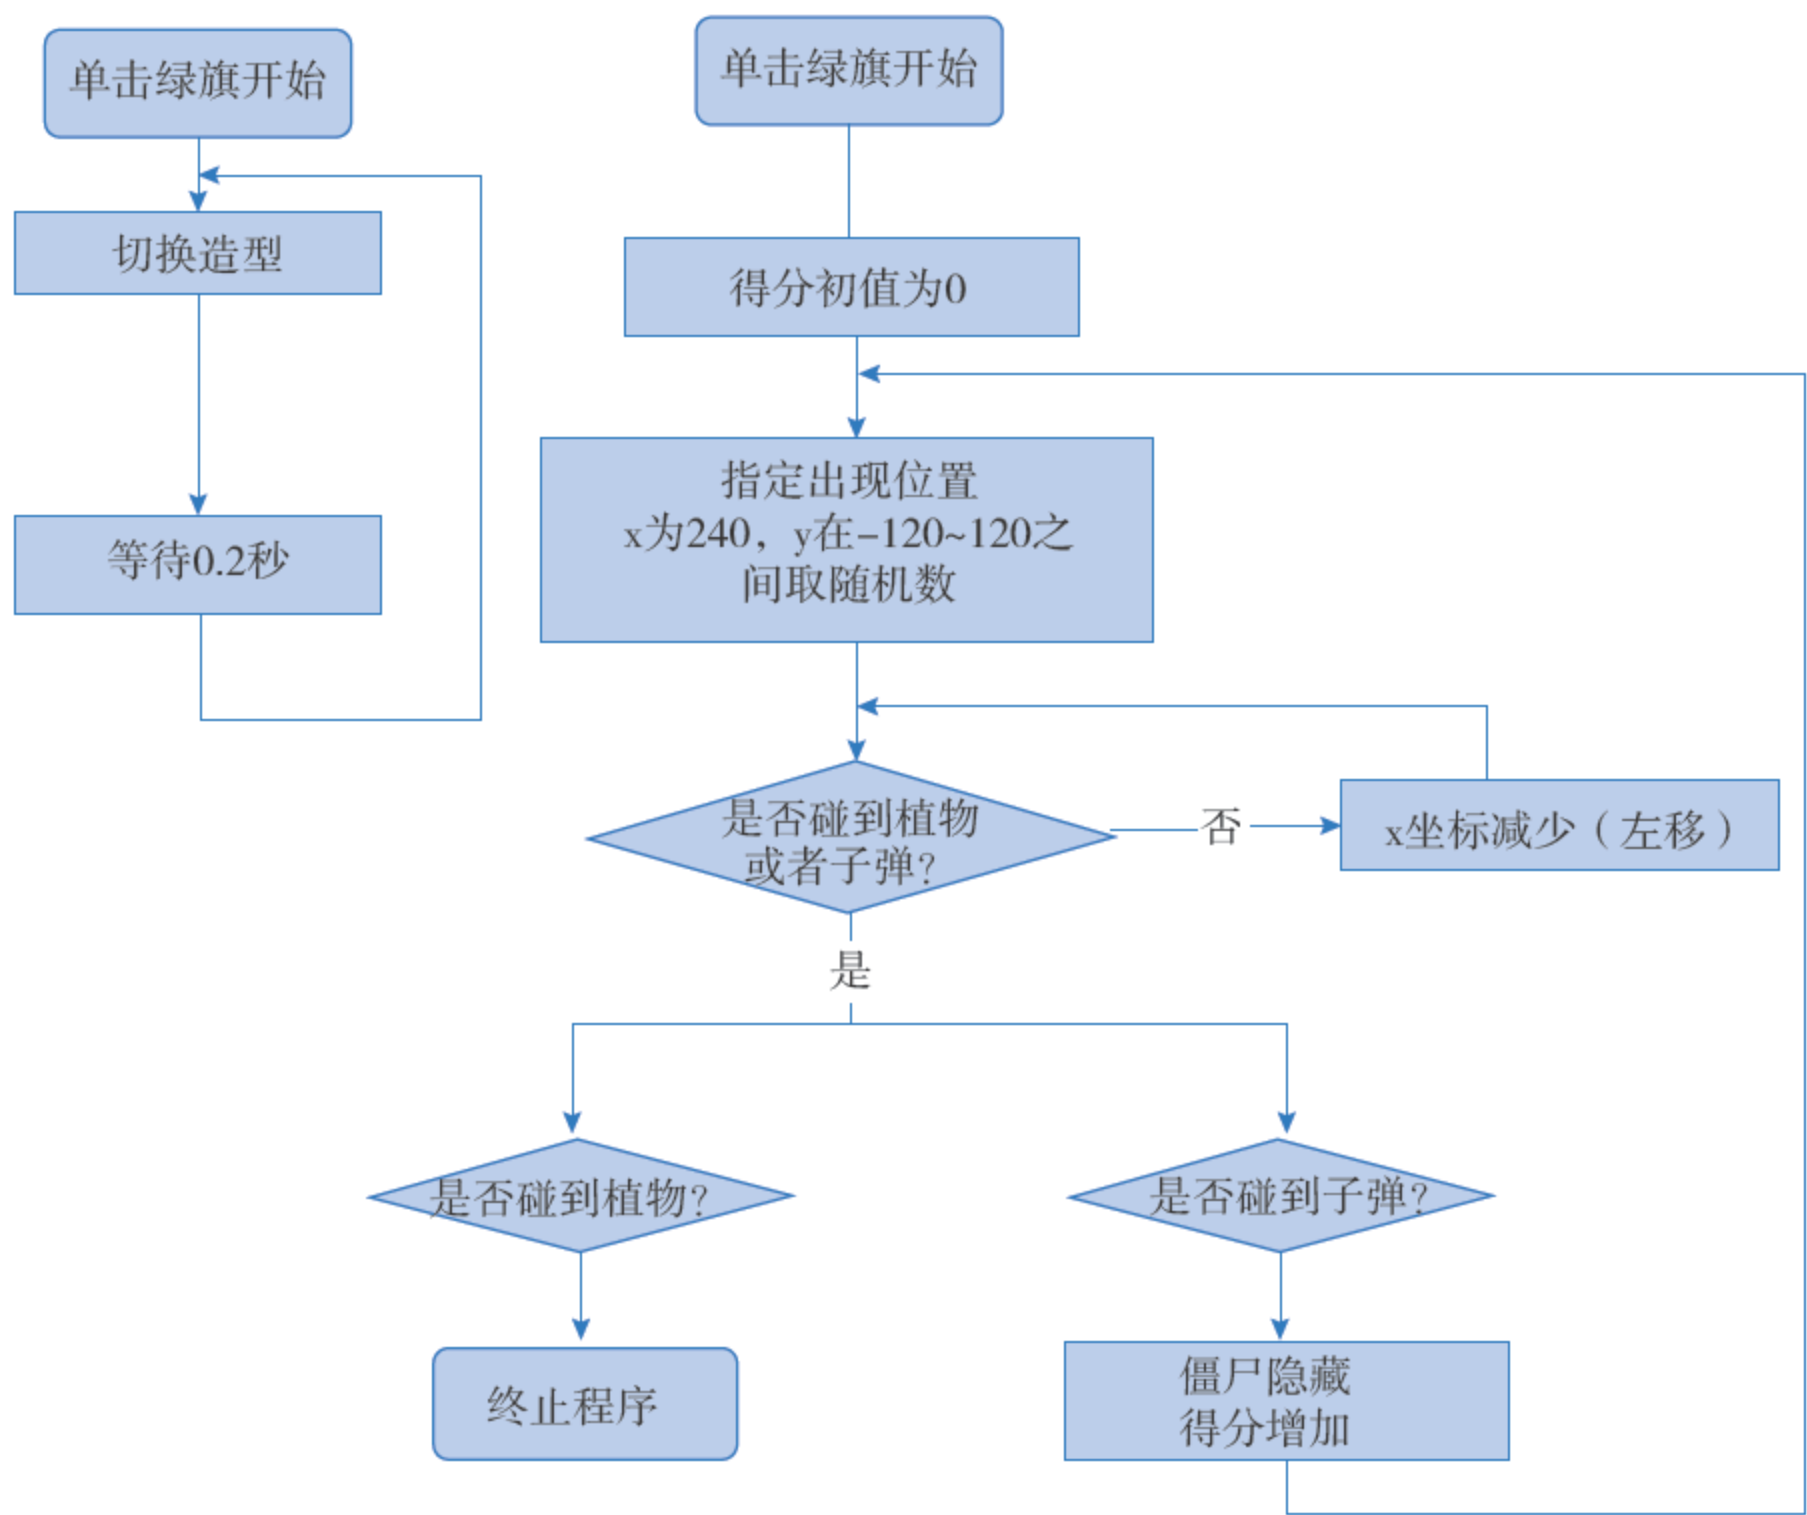 单击绿旗开始
切换造型
等待0.2秒
单击绿旗开始
得分初值为0
指定出现位置
x为240，y在-120~120之
间取随机数
是否碰到植物
或者子弹？
否
x坐标减少（左移）
是
是否碰到植物？
终止程序
是否碰到子弹？
僵尸隐藏
得分增加